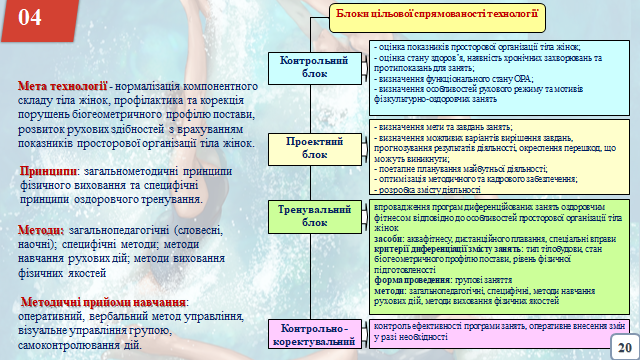 04
Мета технології - нормалізація компонентного
складу тіла жінок, профілактика та корекція
порушень біогеометричного профілю постави,
розвиток рухових здібностей з врахуванням
показників просторової організації тіла жінок.
Принципи: загальнометодичні принципи
фізичного виховання та специфічні
принципи оздоровчого тренування.
Методи: загальнопедагогічні (словесні,
наочні); специфічні методи; методи
навчання рухових дій; методи виховання
фізичних якостей
Методичні прийоми навчання:
оперативний, вербальний метод управління,
візуальне управління групою,
самоконтролювання дій.
Блоки цільової спрямованості технології
Контрольний
блок
- оцінка показників просторової організації тіла жінок;
- оцінка стану здоров'я, наявність хронічних захворювань та
протипоказань для занять;
- визначення функціонального стану ОРА;
- визначення особливостей рухового режиму та мотивів
фізкультурно-оздоровчих занять
Проектний
блок
- визначення мети та завдань занять;
- визначення можливих варіантів вирішення завдань,
прогнозування результатів діяльності, окреслення перешкод, що
можуть виникнути;
- поетапне планування майбутньої діяльності;
- оптимізація методичного та кадрового забезпечення;
- розробка змісту діяльності
Тренувальний
блок
впровадження програм диференційованих занять оздоровчим
фітнесом відповідно до особливостей просторової організації тіла
жінок
засоби: аквафітнесу, дистанційного плавання, спеціальні вправи
критерії диференціації змісту занять: тип тілобудови, стан
біогеометричного профілю постави, рівень фізичної
підготовленості
форма проведення: групові заняття
методи: загальнопедагогічні, специфічні, методи навчання
рухових дій, методи виховання фізичних якостей
Контрольно-
коректувальний
контроль ефективності програми занять, оперативне внесення змін
у разі необхідності
20